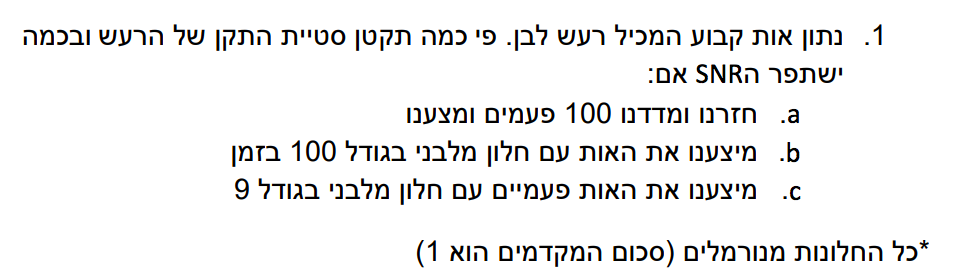 1. נתון אות קבוע המכיל רעש לבן. פי כמה תקטן סטיית התקן של הרעש ובכמה
ישתפר הSNR אם:
a. חזרנו ומדדנו 100 פעמים ומצענו
b. מיצענו את האות עם חלון מלבני בגודל 100 בזמן
c. מיצענו את האות פעמיים עם חלון מלבני בגודל 9
*כל החלונות מנורמלים (סכום המקדמים הוא 1)